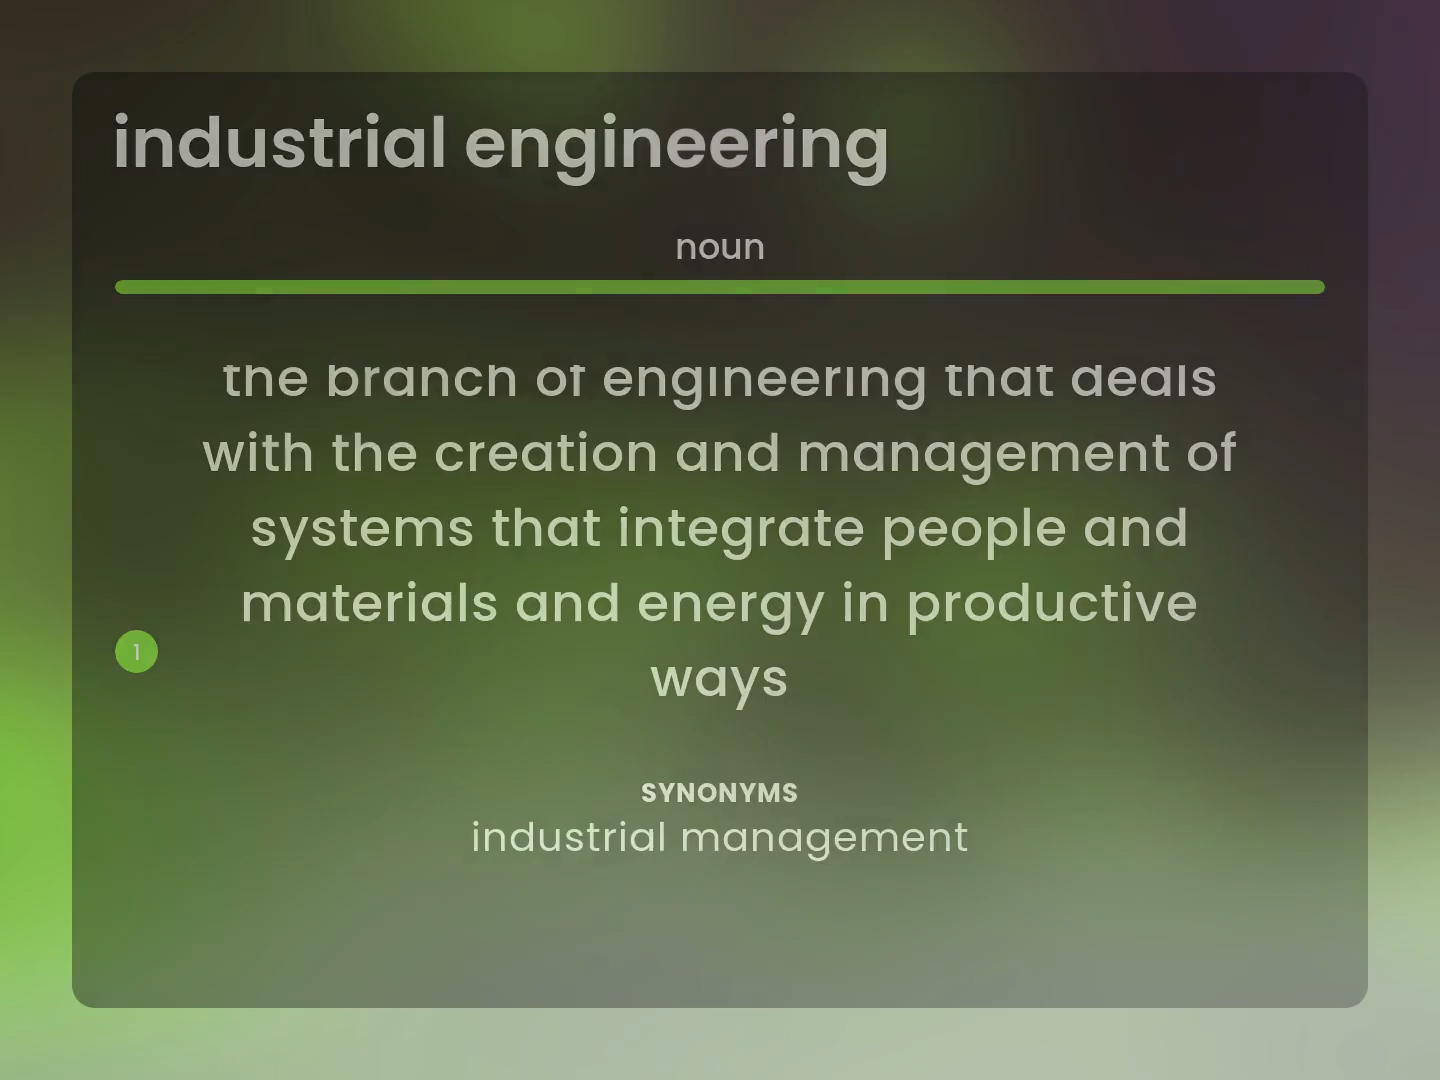 industrial engineering
noun
the branch of engineering that deals
with the creation and management of
systems that integrate people and
materials and energy in productive
ways
1
SYNONYMS
industrial management